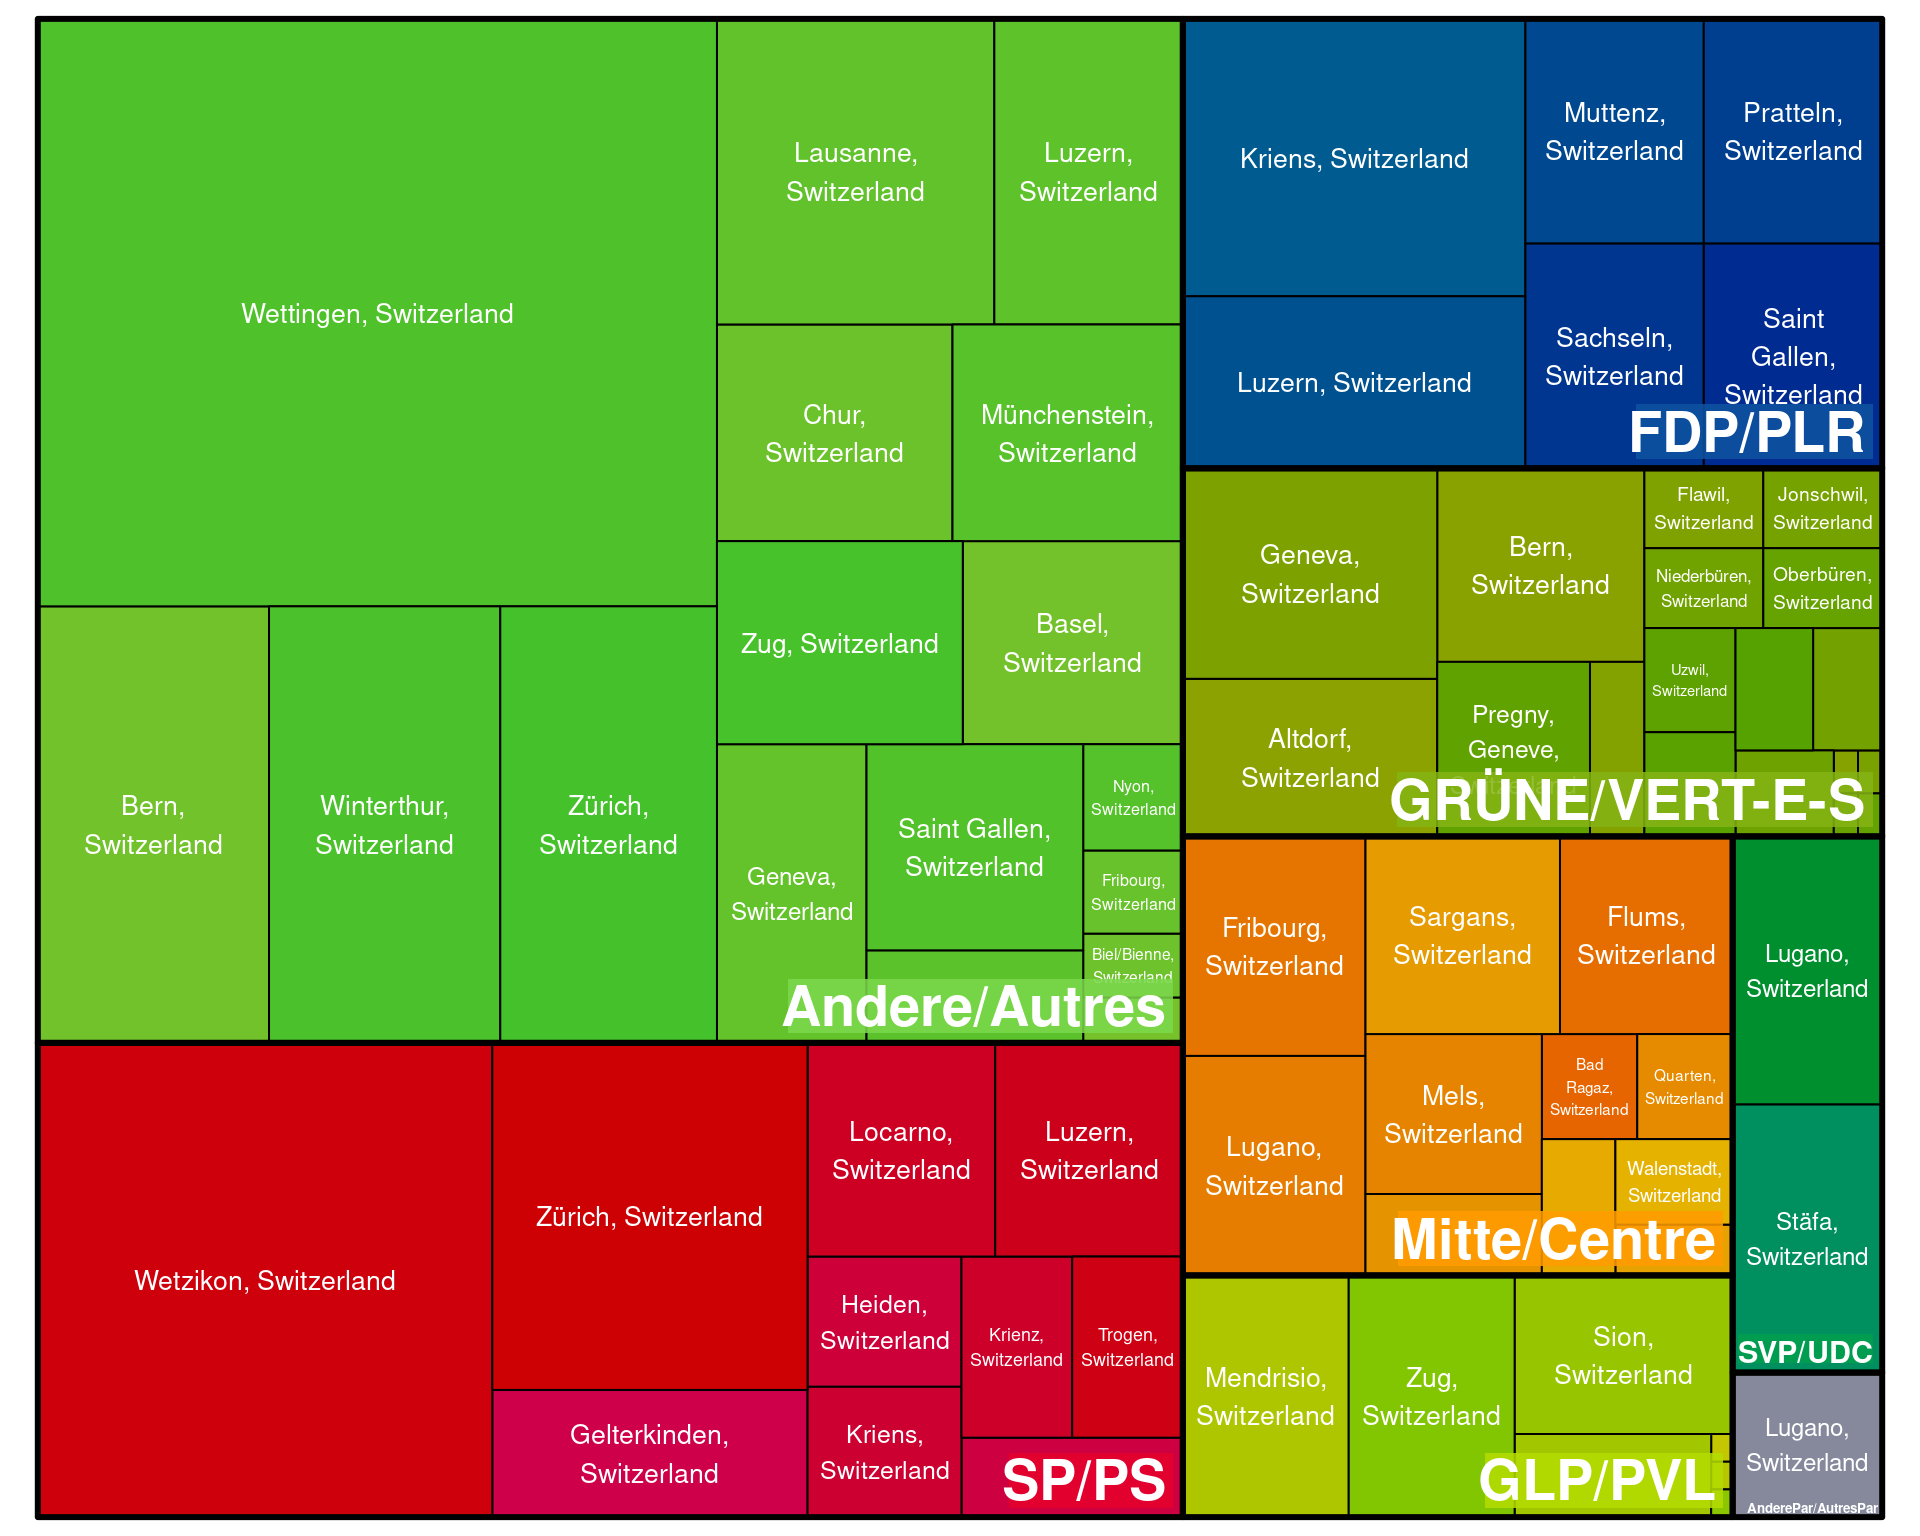 Wettingen, Switzerland
Lausanne,
Switzerland
Luzern,
Switzerland
Chur,
Switzerland
Münchenstein,
Switzerland
Zug, Switzerland
Basel,
Switzerland
Bern,
Switzerland
Winterthur,
Switzerland
Zürich,
Switzerland
Geneva,
Switzerland
Saint Gallen,
Switzerland
Nyon,
Switzerland
Fribourg,
Switzerland
Biel/Bienne,
Switzerland
Andere/Autres
Wetzikon, Switzerland
Zürich, Switzerland
Gelterkinden,
Switzerland
Locarno,
Switzerland
Luzern,
Switzerland
Heiden,
Switzerland
Krienz,
Switzerland
Trogen,
Switzerland
Kriens,
Switzerland
SP/PS
Kriens, Switzerland
Luzern, Switzerland
Muttenz,
Switzerland
Pratteln,
Switzerland
Sachseln,
Switzerland
Saint
Gallen,
Switzerland
FDP/PLR
Geneva,
Switzerland
Altdorf,
Switzerland
Bern,
Switzerland
Pregny,
Geneve,
Switzerland
Flawil,
Switzerland
Jonschwil,
Switzerland
Niederbüren,
Switzerland
Oberbüren,
Switzerland
Uzwil,
Switzerland
GRÜNE/VERT-E-S
Fribourg,
Switzerland
Lugano,
Switzerland
Sargans,
Switzerland
Flums,
Switzerland
Mels,
Switzerland
Bad
Ragaz,
Switzerland
Quarten,
Switzerland
Walenstadt,
Switzerland
Mitte/Centre
Mendrisio,
Switzerland
Zug,
Switzerland
Sion,
Switzerland
GLP/PVL
Lugano,
Switzerland
Stäfa,
Switzerland
SVP/UDC
Lugano,
Switzerland
AnderePar/AutresPar